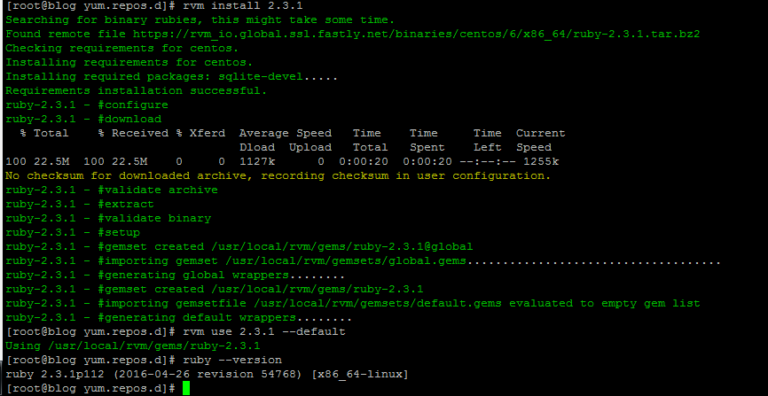 [root@blog yum.repos.d]# rvm install 2.3.1
Searching for binary rubies, this might take some time.
Found remote file https://rvm_io.global.ssl.fastly.net/binaries/centos/6/x86_64/ruby-2.3.1.tar.bz2
Checking requirements for centos.
Installing requirements for centos.
Installing required packages: sqlite-devel.....
Requirements installation successful.
ruby-2.3.1 - #configure
ruby-2.3.1 - #download
  % Total    % Received % Xferd  Average Speed   Time    Time     Time  Current
                                 Dload  Upload   Total   Spent    Left  Speed
100 22.5M  100 22.5M    0     0  1127k      0  0:00:20  0:00:20 --:--:-- 1255k
No checksum for downloaded archive, recording checksum in user configuration.
ruby-2.3.1 - #validate archive
ruby-2.3.1 - #extract
ruby-2.3.1 - #validate binary
ruby-2.3.1 - #setup
ruby-2.3.1 - #gemset created /usr/local/rvm/gems/ruby-2.3.1@global
ruby-2.3.1 - #importing gemset /usr/local/rvm/gemsets/global.gems....................................
ruby-2.3.1 - #generating global wrappers........
ruby-2.3.1 - #gemset created /usr/local/rvm/gems/ruby-2.3.1
ruby-2.3.1 - #importing gemsetfile /usr/local/rvm/gemsets/default.gems evaluated to empty gem list
ruby-2.3.1 - #generating default wrappers........
[root@blog yum.repos.d]# rvm use 2.3.1 --default
Using /usr/local/rvm/gems/ruby-2.3.1
[root@blog yum.repos.d]# ruby --version
ruby 2.3.1p112 (2016-04-26 revision 54768) [x86_64-linux]
[root@blog yum.repos.d]#